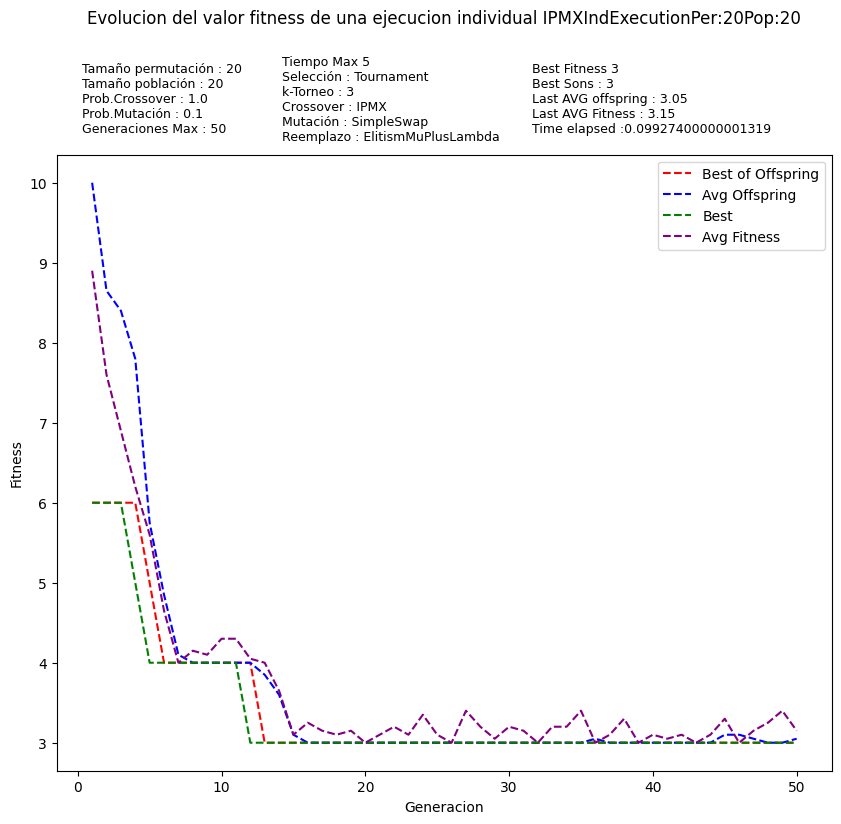 Evolucion del valor fitness de una ejecucion individual IPMXIndExecutionPer:20Pop:20
Tamaño permutación : 20
Tamaño población : 20
Prob.Crossover : 1.0
Prob.Mutación : 0.1
Generaciones Max : 50
Tiempo Max 5
Selección : Tournament
k-Torneo : 3
Crossover : IPMX
Mutación : SimpleSwap
Reemplazo : ElitismMuPlusLambda
Best Fitness 3
Best Sons : 3
Last AVG offspring : 3.05
Last AVG Fitness : 3.15
Time elapsed :0.09927400000001319
Best of Offspring
Avg Offspring
Best
Avg Fitness
10
9
8
7
6
5
4
3
Fitness
0
10
20
30
40
50
Generacion